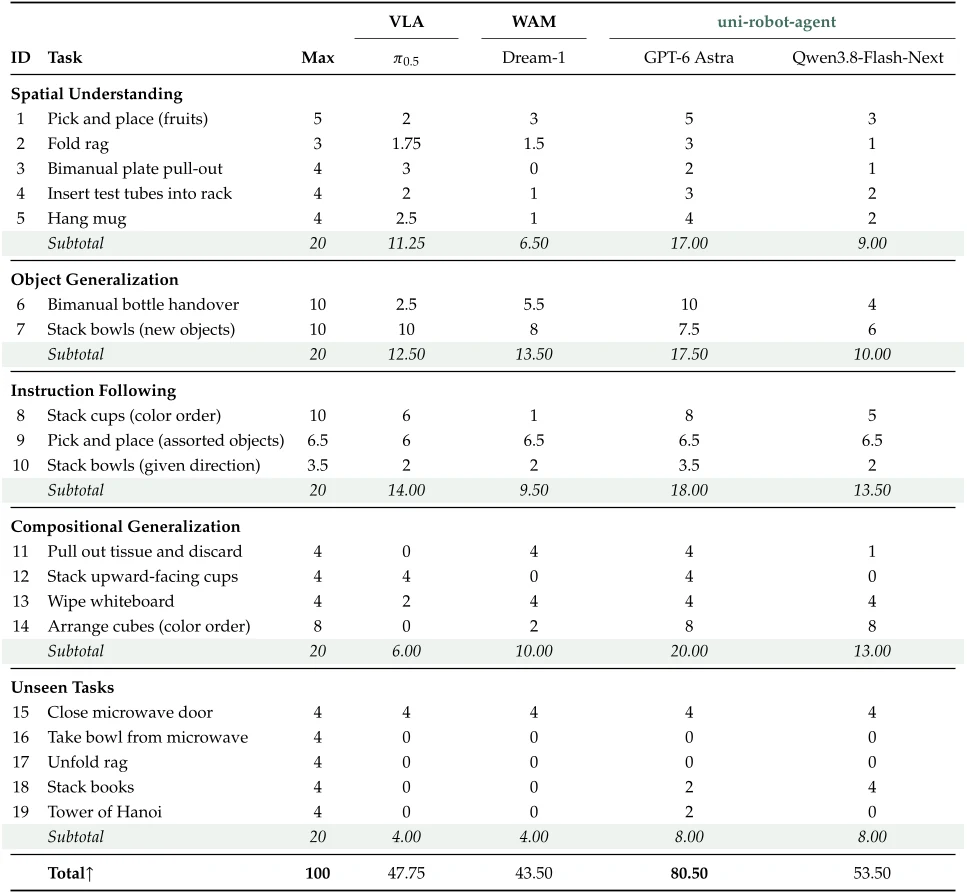 VLA WAM uni-robot-agent
ID Task Max π0.5 Dream-1 GPT-6 Astra Qwen3.8-Flash-Next
Spatial Understanding
1 Pick and place (fruits) 5 2 3 5 3
2 Fold rag 3 1.75 1.5 3 1
3 Bimanual plate pull-out 4 3 0 2 1
4 Insert test tubes into rack 4 2 1 3 2
5 Hang mug 4 2.5 1 4 2
Subtotal 20 11.25 6.50 17.00 9.00
Object Generalization
6 Bimanual bottle handover 10 2.5 5.5 10 4
7 Stack bowls (new objects) 10 10 8 7.5 6
Subtotal 20 12.50 13.50 17.50 10.00
Instruction Following
8 Stack cups (color order) 10 6 1 8 5
9 Pick and place (assorted objects) 6.5 6 6.5 6.5 6.5
10 Stack bowls (given direction) 3.5 2 2 3.5 2
Subtotal 20 14.00 9.50 18.00 13.50
Compositional Generalization
11 Pull out tissue and discard 4 0 4 4 1
12 Stack upward-facing cups 4 4 0 4 0
13 Wipe whiteboard 4 2 4 4 4
14 Arrange cubes (color order) 8 0 2 8 8
Subtotal 20 6.00 10.00 20.00 13.00
Unseen Tasks
15 Close microwave door 4 4 4 4 4
16 Take bowl from microwave 4 0 0 0 0
17 Unfold rag 4 0 0 0 0
18 Stack books 4 0 0 2 4
19 Tower of Hanoi 4 0 0 2 0
Subtotal 20 4.00 4.00 8.00 8.00
Total↑ 100 47.75 43.50 80.50 53.50